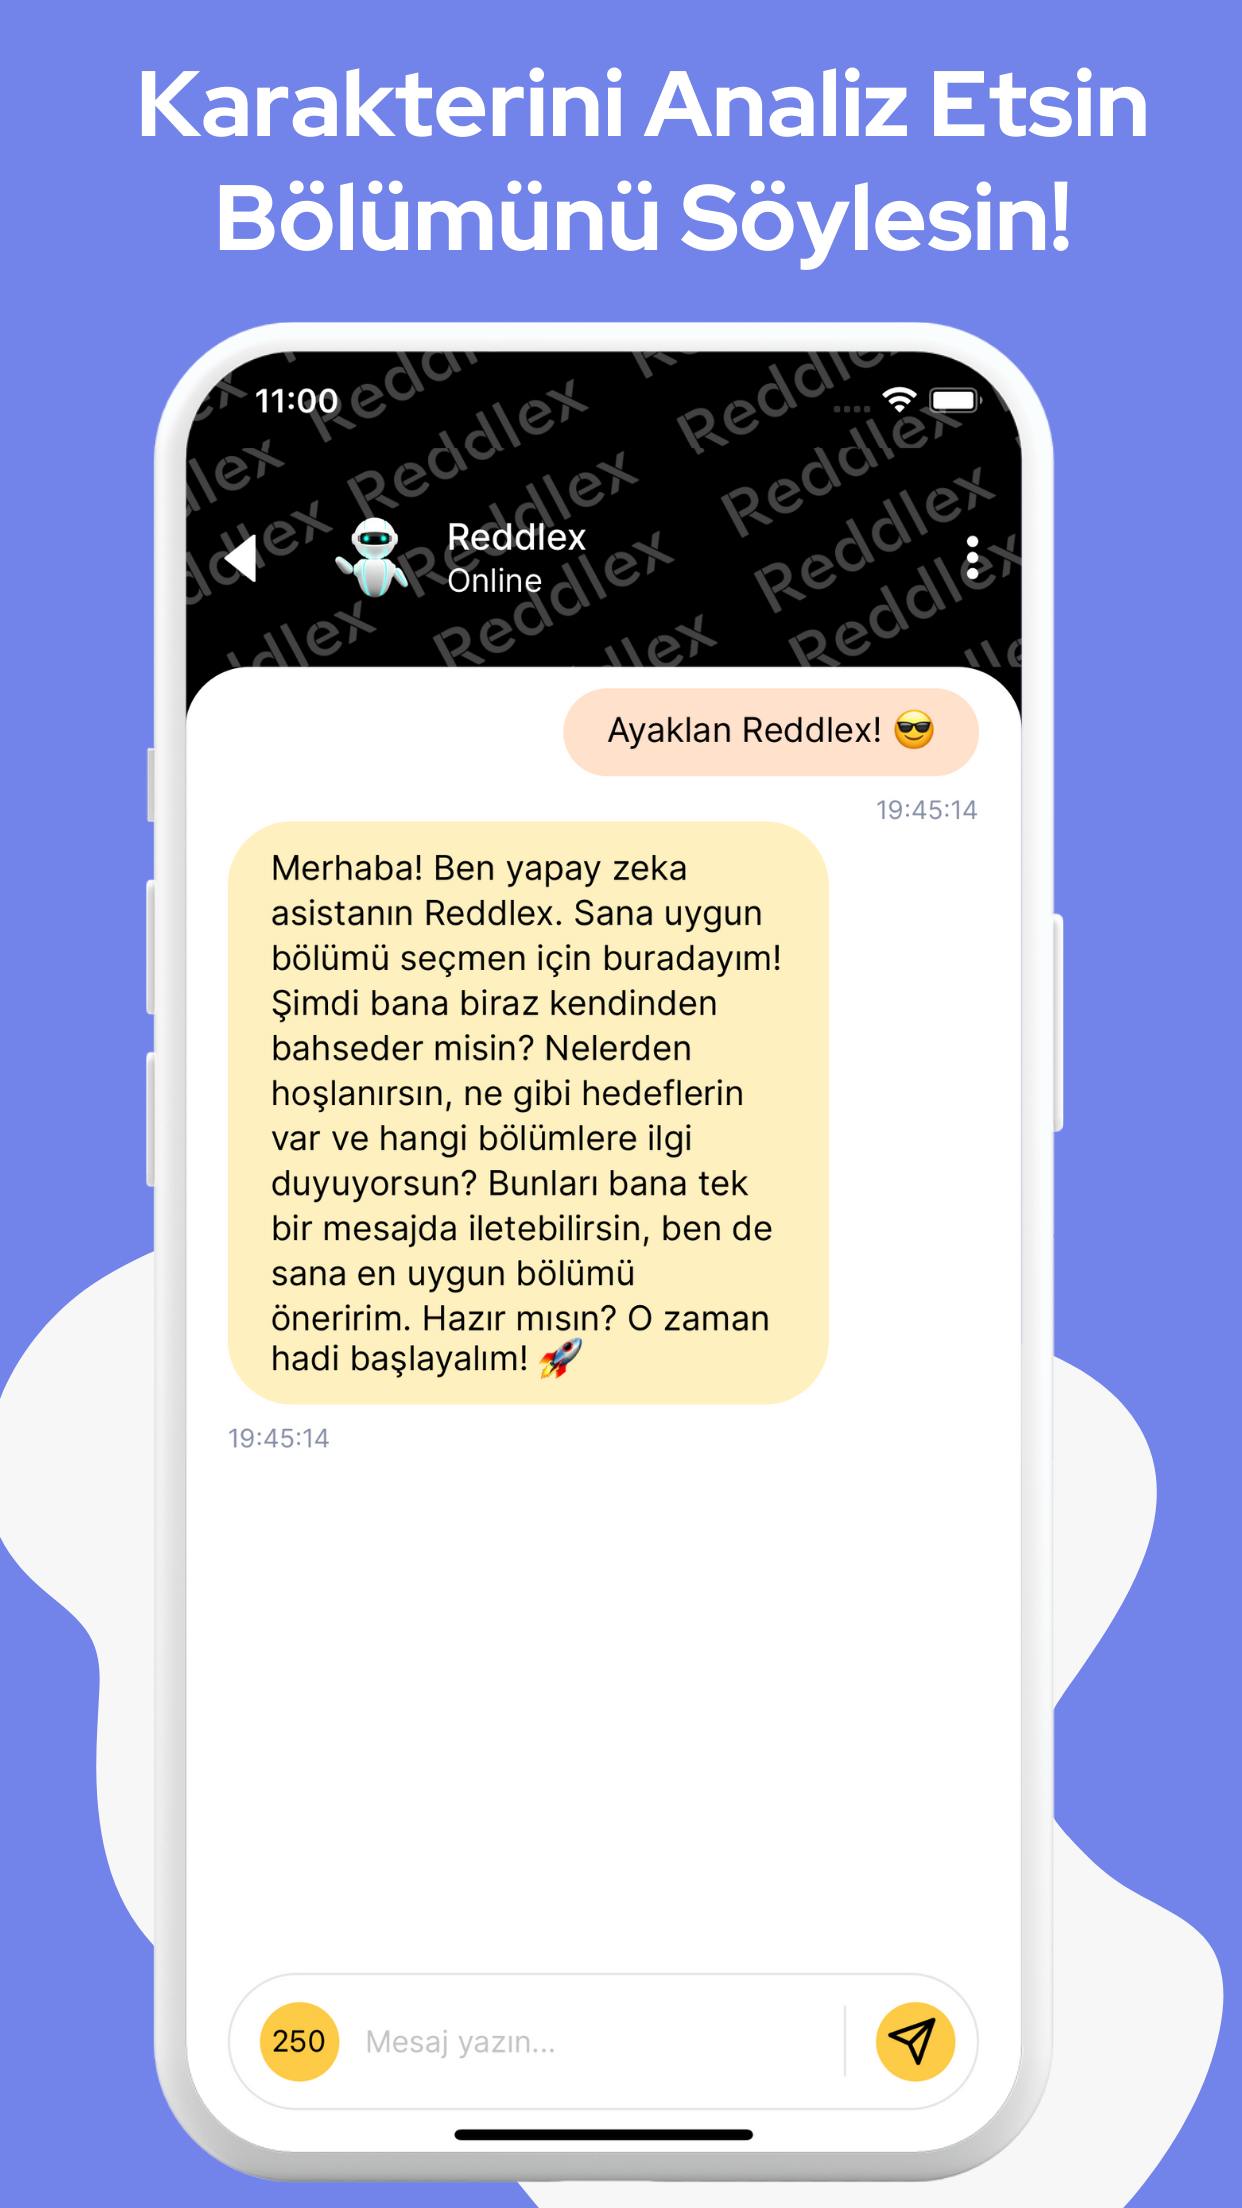 Karakterini Analiz Etsin
Bölümünü Söylesin!
11:00
Reddlex
Online
Ayaklan Reddlex! 😎
19:45:14
Merhaba! Ben yapay zeka
asistanın Reddlex. Sana uygun
bölümü seçmen için buradayım!
Şimdi bana biraz kendinden
bahseder misin? Nelerden
hoşlanırsın, ne gibi hedeflerin
var ve hangi bölümlere ilgi
duyuyorsun? Bunları bana tek
bir mesajda iletebilirsin, ben de
sana en uygun bölümü
öneririm. Hazır mısın? O zaman
hadi başlayalım! 🚀
19:45:14
250 Mesaj yazın...